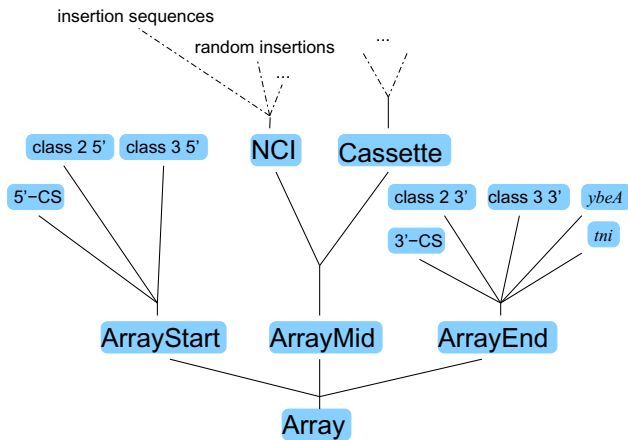 insertion sequences
random insertions
...
...
class 2 5’
class 3 5’
NCI
Cassette
5’−CS
class 2 3’
class 3 3’
ybeA
3’−CS
tni
ArrayStart
ArrayMid
ArrayEnd
Array